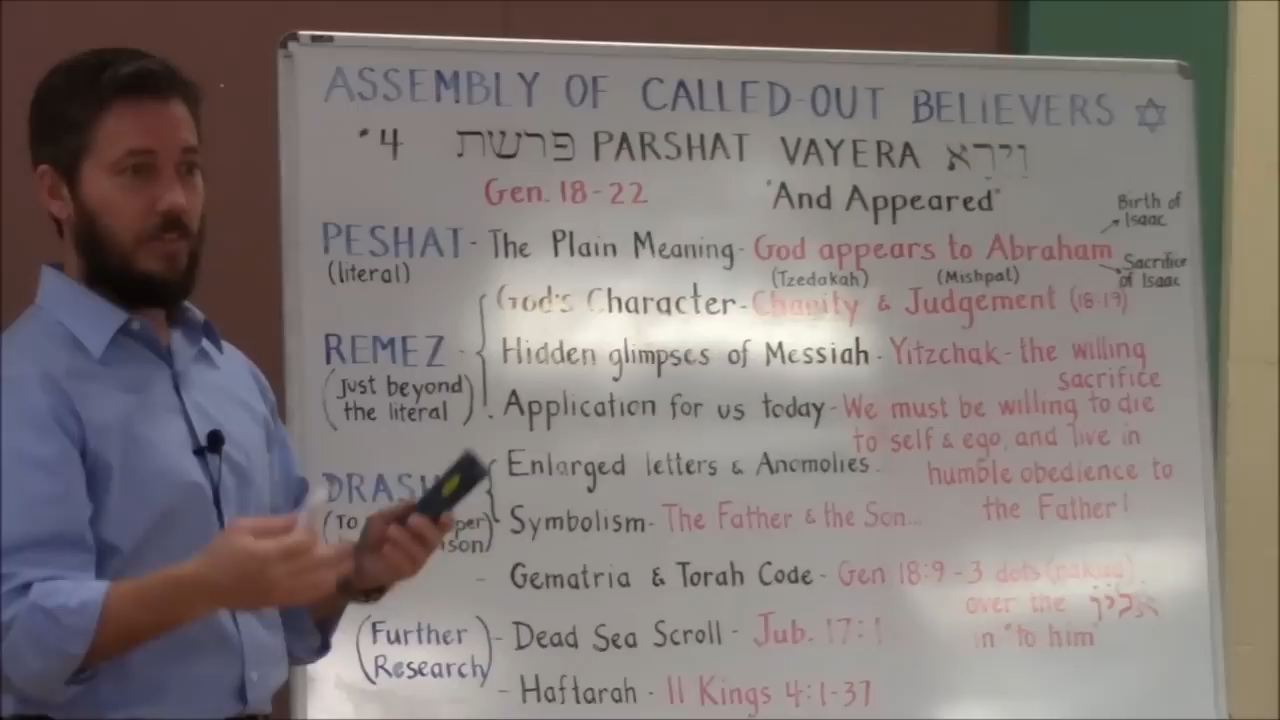 ASSEMBLY OF CALLED-OUT BELIEVERS ✡
*4 פרשת PARSHAT VAYERA וַיֵרָא
Gen. 18-22 "And Appeared"
Birth of Isaac
PESHAT - The Plain Meaning - God appears to Abraham
Sacrifice of Isaac
(literal) (Tzedakah) (Mishpal)
God's Character - Charity & Judgement (18:19)
REMEZ - Hidden glimpses of Messiah - Yitzchak - the willing
sacrifice
(Just beyond
the literal)
Application for us today - We must be willing to die
to self & ego, and live in
humble obedience to
the Father!
DRASH
(To
Enlarged letters & Anomolies.
Symbolism - The Father & the Son...
- Gematria & Torah Code - Gen 18:9 - 3 dots
over the אליו
in "to him"
(Further
Research)
- Dead Sea Scroll - Jub. 17:1
- Haftarah - II Kings 4:1-37